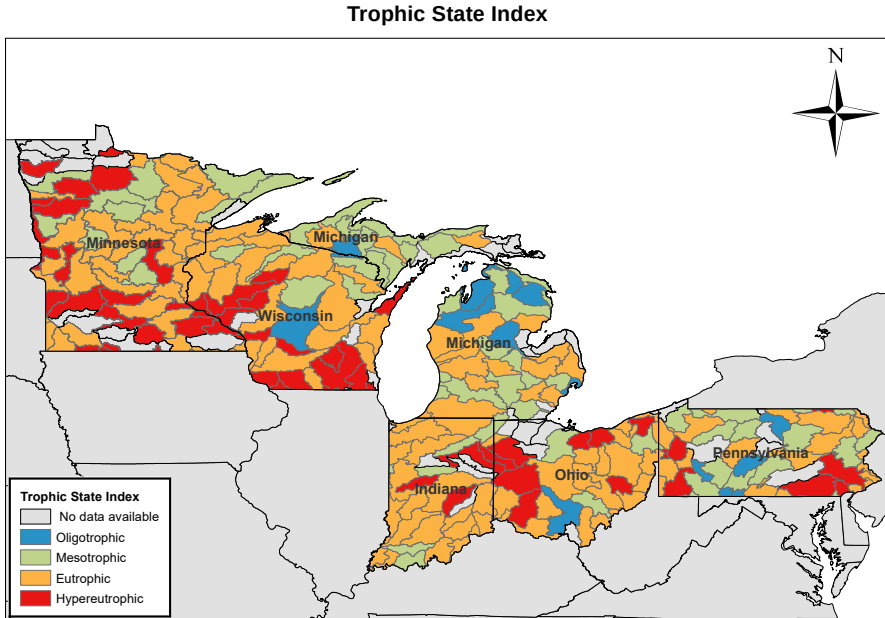 Trophic State Index
N
Minnesota
Michigan
Wisconsin
Michigan
Pennsylvania
Ohio
Indiana
Trophic State Index
No data available
Oligotrophic
Mesotrophic
Eutrophic
Hypereutrophic